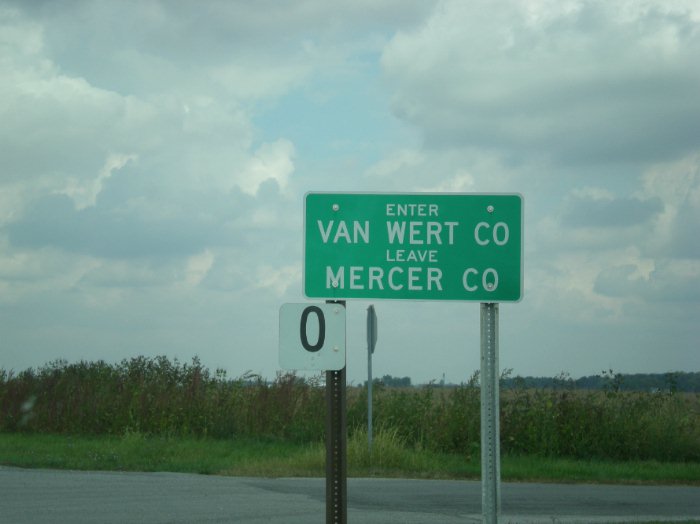 ENTER
VAN WERT CO
LEAVE
MERCER CO
0